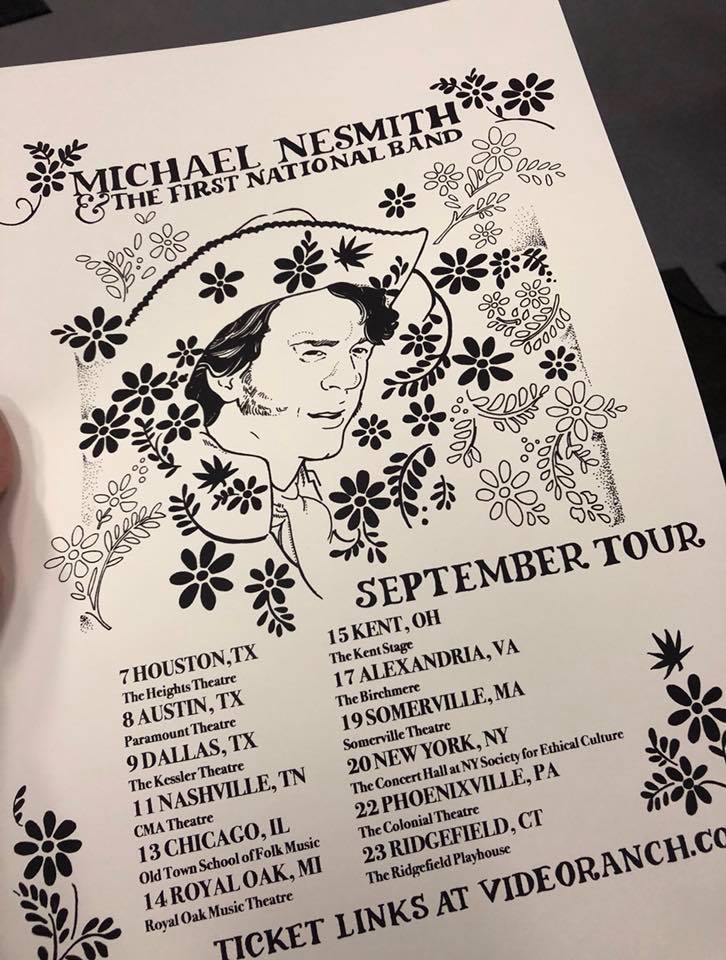 MICHAEL NESMITH
& THE FIRST NATIONAL BAND
SEPTEMBER TOUR
7 HOUSTON, TX
The Heights Theatre
8 AUSTIN, TX
Paramount Theatre
9 DALLAS, TX
The Kessler Theater
11 NASHVILLE, TN
CMA Theatre
13 CHICAGO, IL
Old Town School of Folk Music
14 ROYAL OAK, MI
Royal Oak Music Theatre
15 KENT, OH
The Kent Stage
17 ALEXANDRIA, VA
The Birchmere
19 SOMERVILLE, MA
Somerville Theatre
20 NEW YORK, NY
The Concert Hall at NY Society for Ethical Culture
22 PHOENIXVILLE, PA
The Colonial Theatre
23 RIDGEFIELD, CT
The Ridgefield Playhouse
TICKET LINKS AT VIDEORANCH.CO